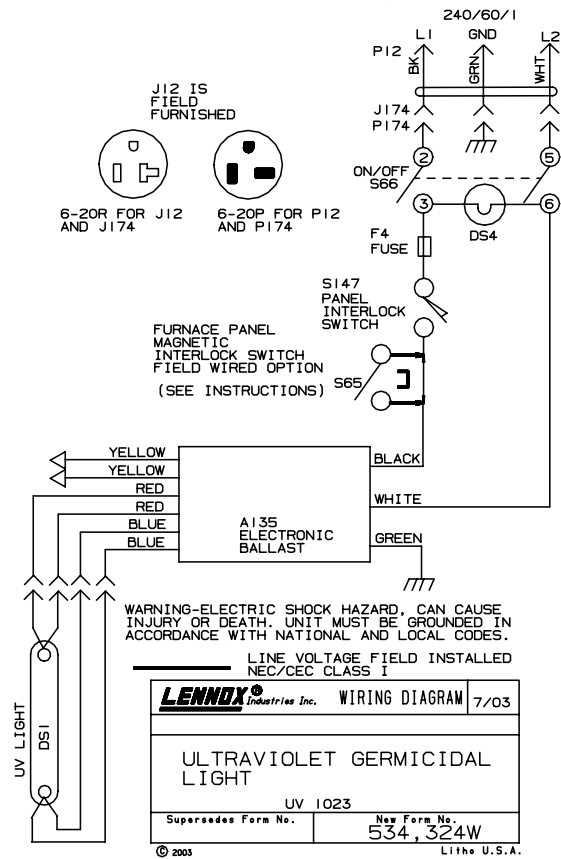 240/60/1
L1 GND L2
P12
BK GRN WHT
J174
P174
J12 IS
FIELD
FURNISHED
6-20R FOR J12
AND J174
6-20P FOR P12
AND P174
2 5
ON/OFF
S66
3 6
DS4
F4
FUSE
S147
PANEL
INTERLOCK
SWITCH
FURNACE PANEL
MAGNETIC
INTERLOCK SWITCH
FIELD WIRED OPTION
(SEE INSTRUCTIONS)
S65
YELLOW
YELLOW
RED
RED
BLUE
BLUE
BLACK
WHITE
GREEN
A135
ELECTRONIC
BALLAST
UV LIGHT
DS1
WARNING-ELECTRIC SHOCK HAZARD, CAN CAUSE
INJURY OR DEATH. UNIT MUST BE GROUNDED IN
ACCORDANCE WITH NATIONAL AND LOCAL CODES.
LINE VOLTAGE FIELD INSTALLED
NEC/CEC CLASS I
LENNOX® Industries Inc. WIRING DIAGRAM 7/03
ULTRAVIOLET GERMICIDAL
LIGHT
UV 1023
Supersedes Form No. New Form No.
534,324W
© 2003 Litho U.S.A.